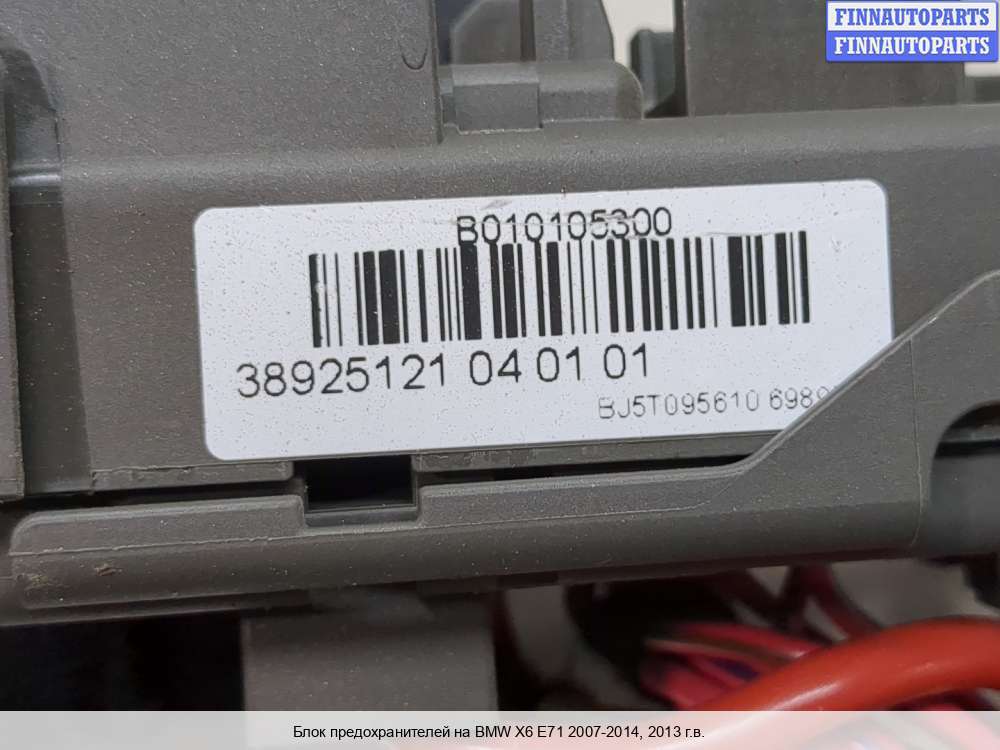 FINNAUTOPARTS
FINNAUTOPARTS
B010105300
38925121 04 01 01
BJ5T095610
Блок предохранителей на BMW X6 E71 2007-2014, 2013 г.в.